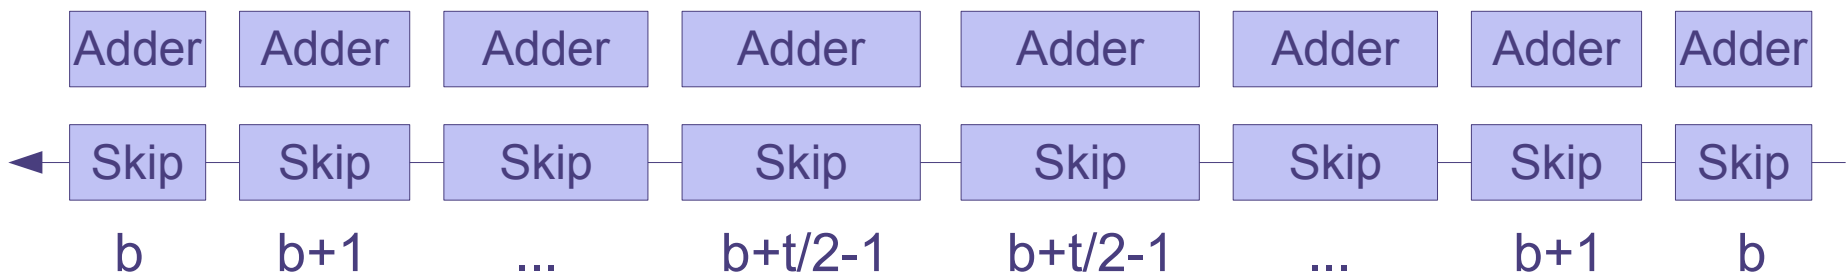 Adder Adder Adder Adder Adder Adder Adder Adder
Skip Skip Skip Skip Skip Skip Skip Skip
b b+1 ... b+t/2-1 b+t/2-1 ... b+1 b